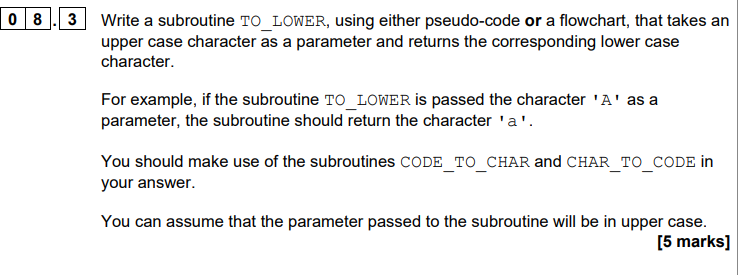 0 8 . 3 Write a subroutine TO_LOWER, using either pseudo-code or a flowchart, that takes an
upper case character as a parameter and returns the corresponding lower case
character.
For example, if the subroutine TO_LOWER is passed the character 'A' as a
parameter, the subroutine should return the character 'a'.
You should make use of the subroutines CODE_TO_CHAR and CHAR_TO_CODE in
your answer.
You can assume that the parameter passed to the subroutine will be in upper case.
[5 marks]